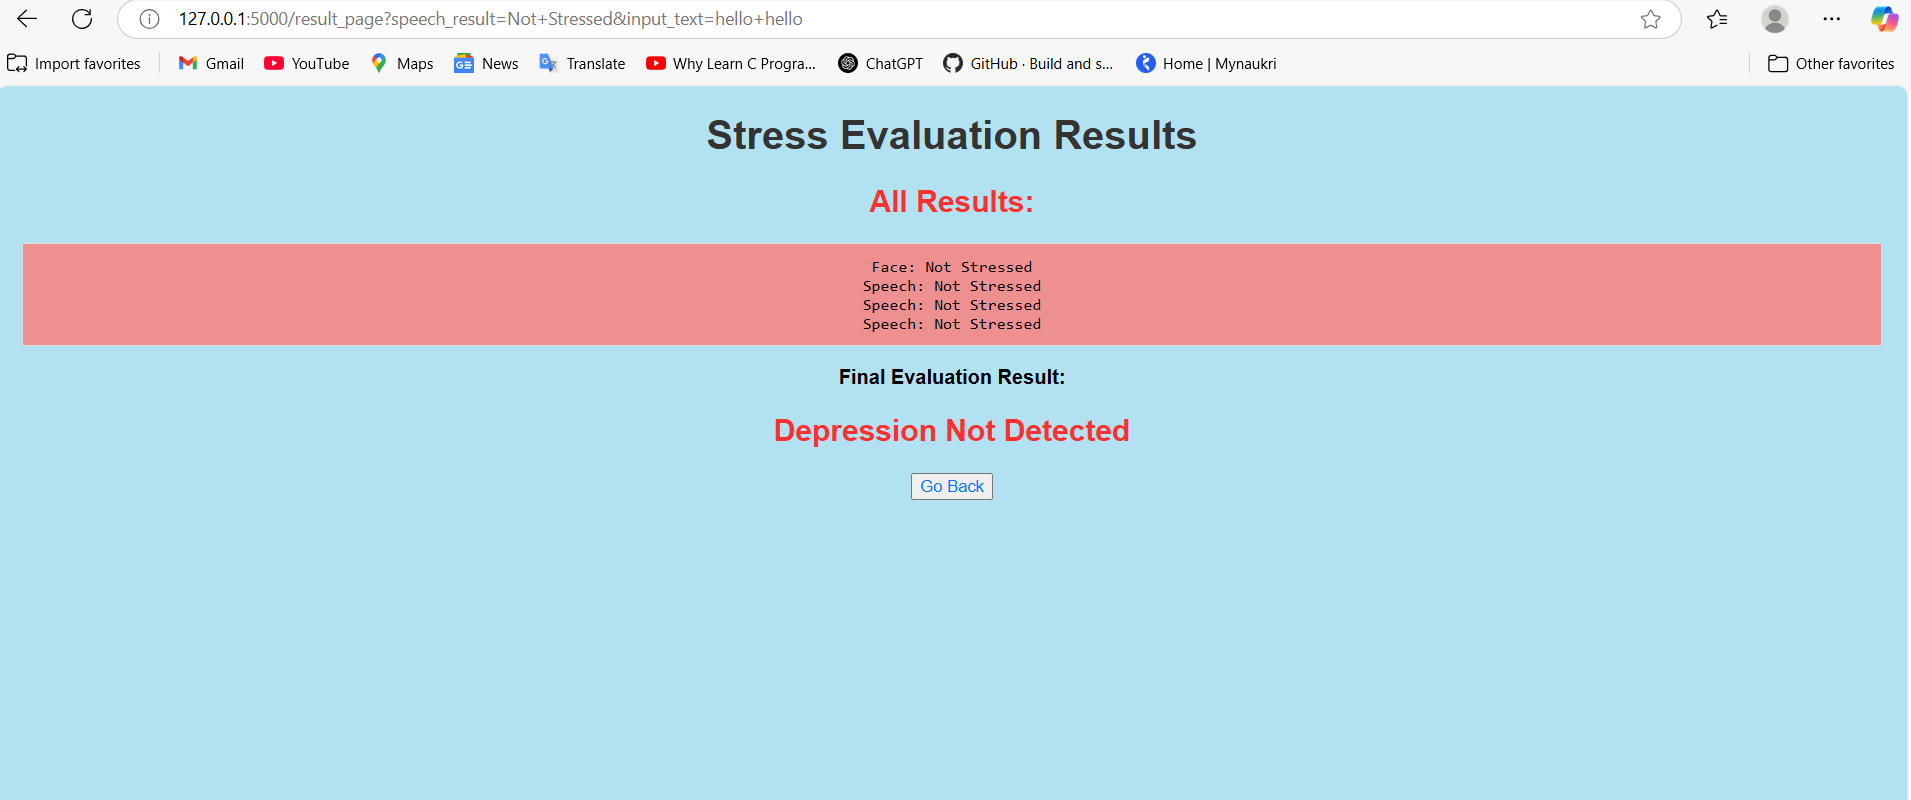 127.0.0.1:5000/result_page?speech_result=Not+Stressed&input_text=hello+hello
Import favorites Gmail YouTube Maps News Translate Why Learn C Progra... ChatGPT GitHub · Build and s... Home | Mynaukri Other favorites
Stress Evaluation Results
All Results:
Face: Not Stressed
Speech: Not Stressed
Speech: Not Stressed
Speech: Not Stressed
Final Evaluation Result:
Depression Not Detected
Go Back